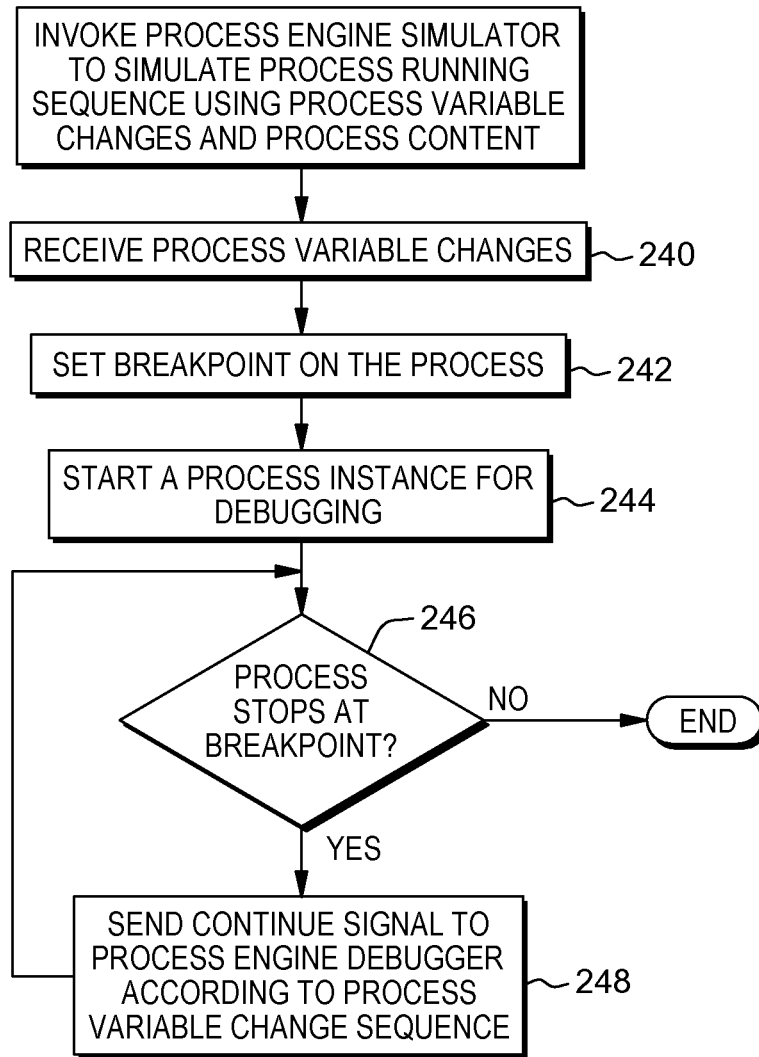 INVOKE PROCESS ENGINE SIMULATOR
TO SIMULATE PROCESS RUNNING
SEQUENCE USING PROCESS VARIABLE
CHANGES AND PROCESS CONTENT
RECEIVE PROCESS VARIABLE CHANGES
240
SET BREAKPOINT ON THE PROCESS
242
START A PROCESS INSTANCE FOR
DEBUGGING
244
246
PROCESS
STOPS AT
BREAKPOINT?
NO
END
YES
SEND CONTINUE SIGNAL TO
PROCESS ENGINE DEBUGGER
ACCORDING TO PROCESS
VARIABLE CHANGE SEQUENCE
248